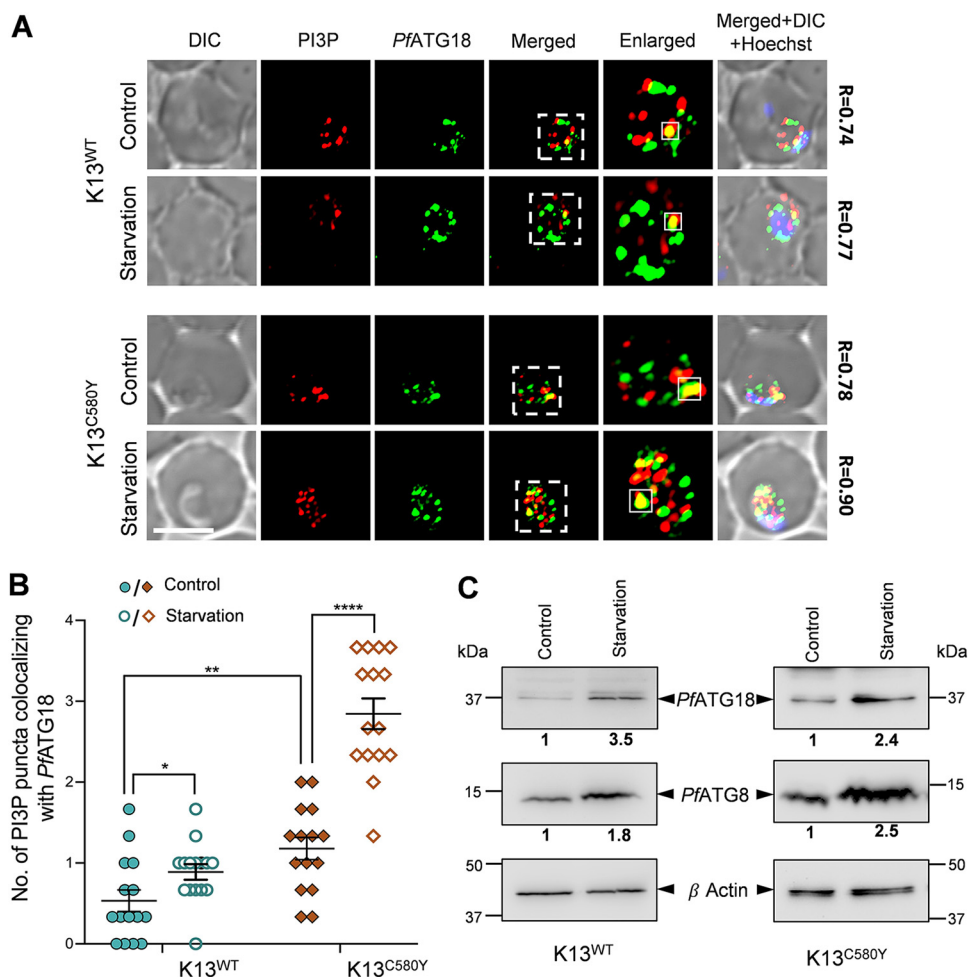 A
DIC PI3P PfATG18 Merged Enlarged Merged+DIC
+Hoechst
K13WT
Control
R=0.74
Starvation
R=0.77
K13C580Y
Control
R=0.78
Starvation
R=0.90
B
Control
Starvation
No. of PI3P puncta colocalizing
with PfATG18
4
3
2
1
0
**
*
****
K13WT K13C580Y
C
kDa Control Starvation Control Starvation kDa
37 PfATG18 37
1 3.5 1 2.4
15 PfATG8 15
1 1.8 1 2.5
50 50
β Actin
37 37
K13WT K13C580Y